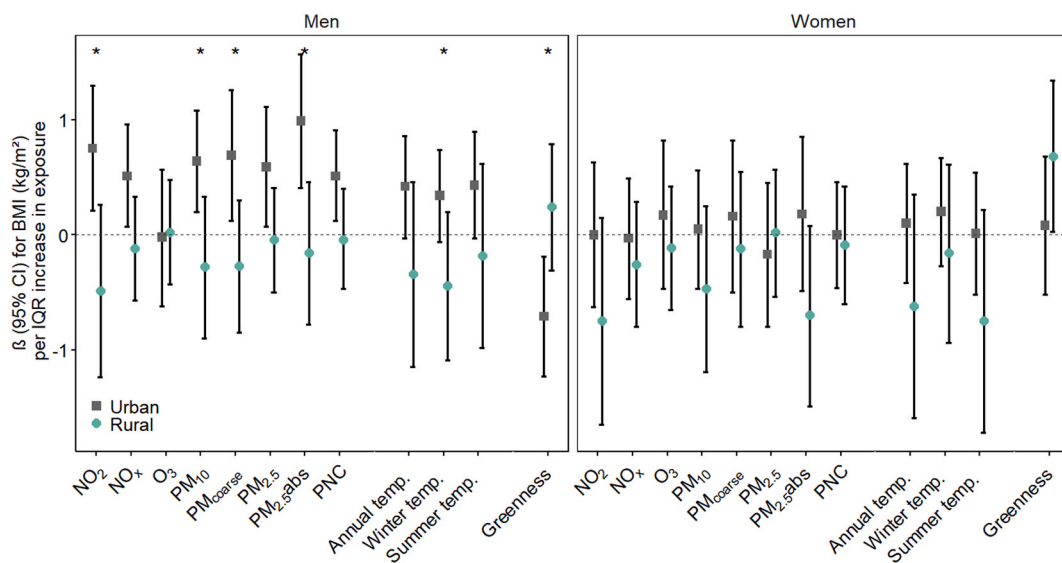 Men
Women
ß (95% CI) for BMI (kg/m²)
per IQR increase in exposure
1
0
-1
* * * * * *
Urban
Rural
NO₂ NOₓ O₃ PM₁₀ PMcoarse PM₂.₅ PM₂.₅abs PNC Annual temp. Winter temp. Summer temp. Greenness
NO₂ NOₓ O₃ PM₁₀ PMcoarse PM₂.₅ PM₂.₅abs PNC Annual temp. Winter temp. Summer temp. Greenness